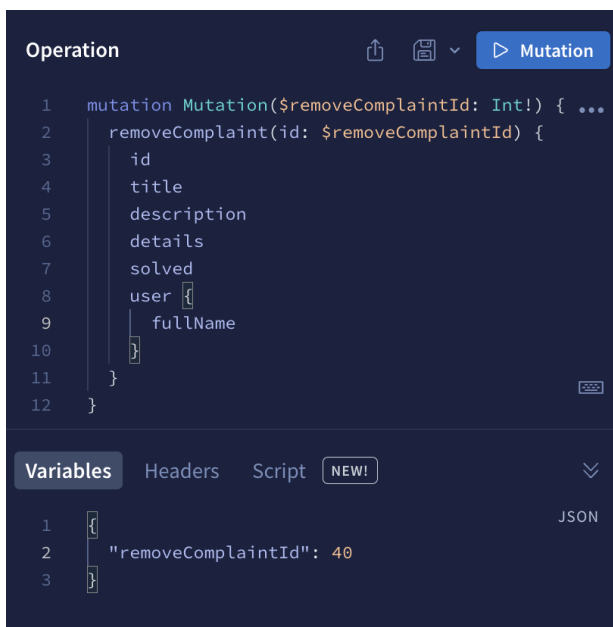 Operation
Mutation
1 mutation Mutation($removeComplaintId: Int!) { ...
2 removeComplaint(id: $removeComplaintId) {
3 id
4 title
5 description
6 details
7 solved
8 user {
9 fullName
10 }
11 }
12 }
Variables Headers Script NEW!
JSON
1 {
2 "removeComplaintId": 40
3 }